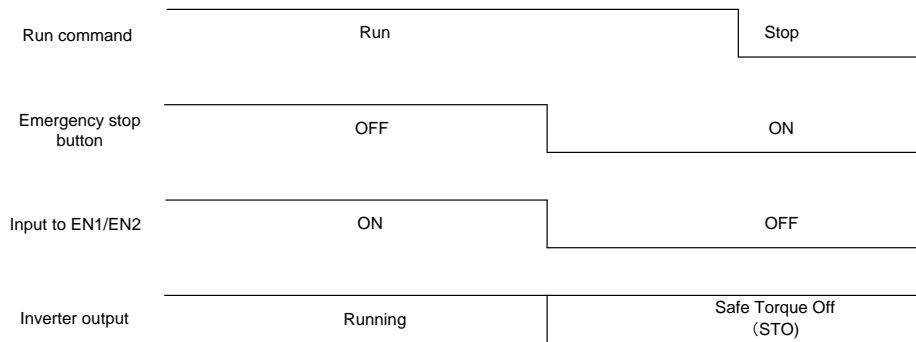 Run command
Run
Stop
Emergency stop
button
OFF
ON
Input to EN1/EN2
ON
OFF
Inverter output
Running
Safe Torque Off
（STO)